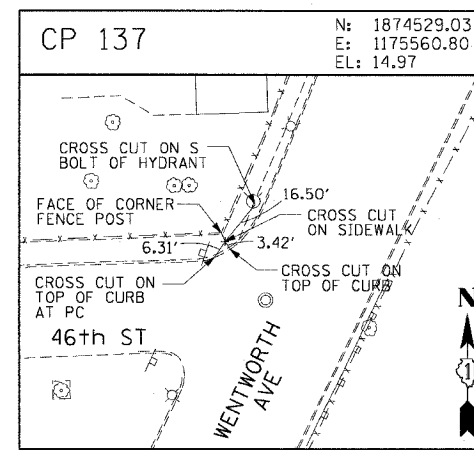 CP 137
N: 1874529.03
E: 1175560.80
EL: 14.97
CROSS CUT ON S
BOLT OF HYDRANT
16.50'
FACE OF CORNER
FENCE POST
CROSS CUT
ON SIDEWALK
6.31'
3.42'
CROSS CUT ON
TOP OF CURB
CROSS CUT ON
TOP OF CURB
AT PC
46th ST
WENTWORTH
AVE
N
1